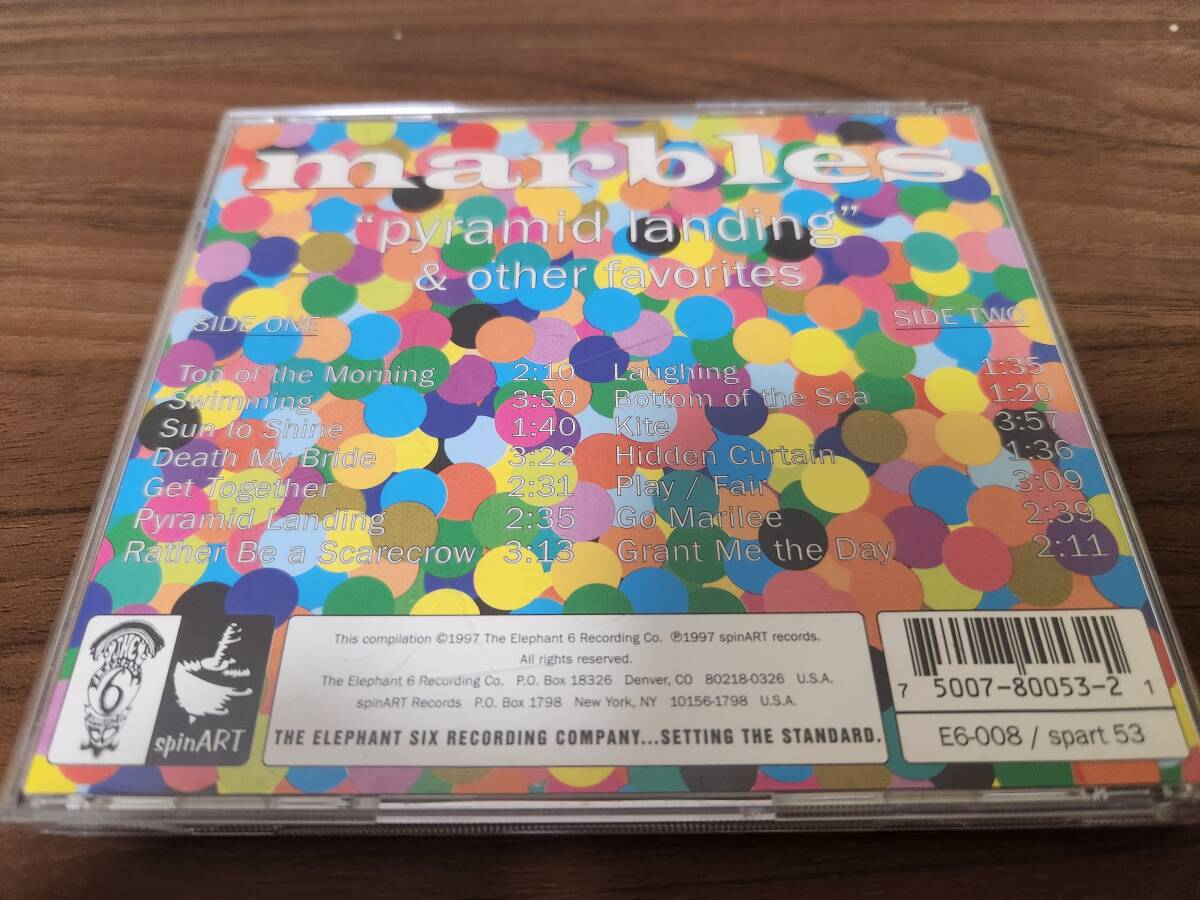 marbles
"pyramid landing"
& other favorites
SIDE ONE
Top of the Morning 2:10
Swimming 3:50
Sun to Shine 1:40
Death My Bride 3:22
Get Together 2:31
Pyramid Landing 2:35
Rather Be a Scarecrow 3:13
SIDE TWO
Laughing 1:35
Bottom of the Sea 1:20
Kite 3:57
Hidden Curtain 1:36
Play / Fair 3:09
Go Marilee 2:39
Grant Me the Day 2:11
THE
6
spinART
This compilation ©1997 The Elephant 6 Recording Co. ℗1997 spinART records.
All rights reserved.
The Elephant 6 Recording Co. P.O. Box 18326 Denver, CO 80218-0326 U.S.A.
spinART Records P.O. Box 1798 New York, NY 10156-1798 U.S.A.
THE ELEPHANT SIX RECORDING COMPANY...SETTING THE STANDARD.
7 5007-80053-2 1
E6-008 / spart 53